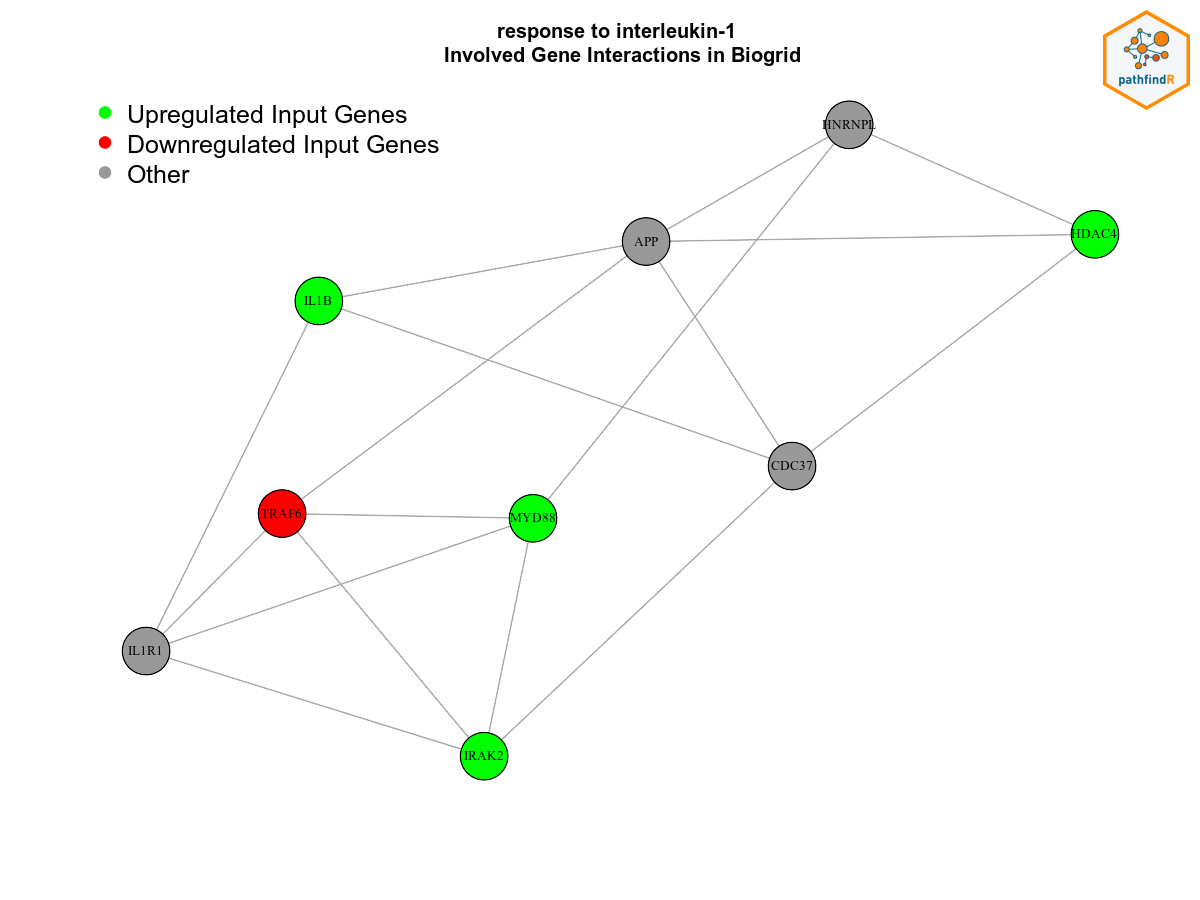 response to interleukin-1
Involved Gene Interactions in Biogrid
pathfindR
Upregulated Input Genes
Downregulated Input Genes
Other
HNRNPL
APP
HDAC4
IL1B
CDC37
TRAF6
MYD88
IL1R1
IRAK2